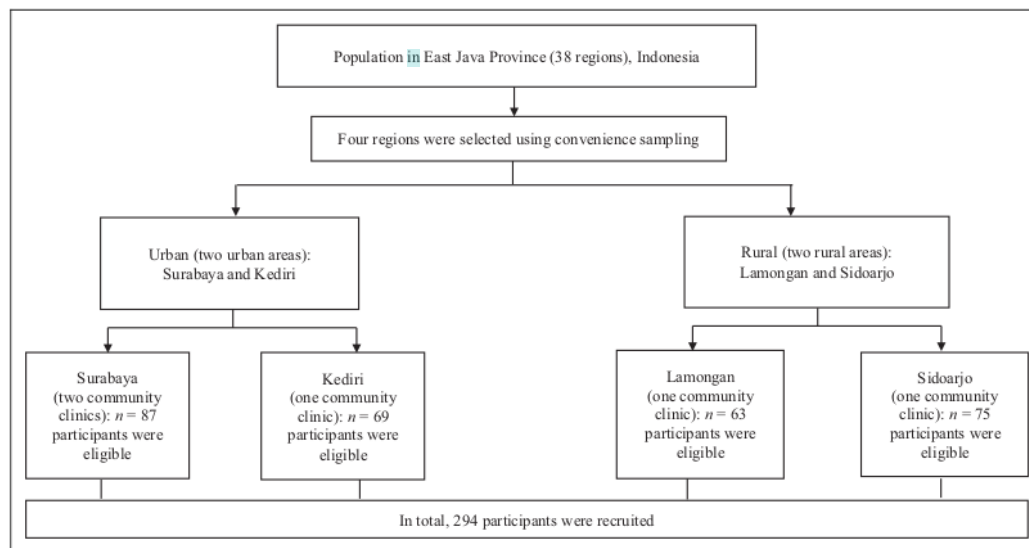 Population in East Java Province (38 regions), Indonesia
Four regions were selected using convenience sampling
Urban (two urban areas):
Surabaya and Kediri
Rural (two rural areas):
Lamongan and Sidoarjo
Surabaya
(two community
clinics): n = 87
participants were
eligible
Kediri
(one community
clinic): n = 69
participants were
eligible
Lamongan
(one community
clinic): n = 63
participants were
eligible
Sidoarjo
(one community
clinic): n = 75
participants were
eligible
In total, 294 participants were recruited